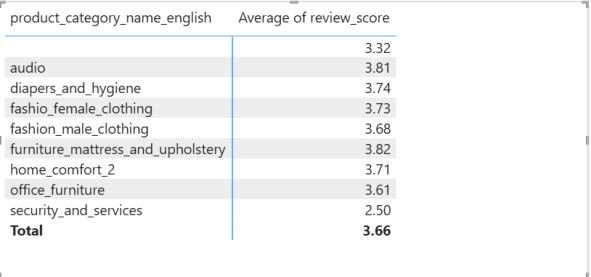 product_category_name_english Average of review_score
3.32
audio 3.81
diapers_and_hygiene 3.74
fashio_female_clothing 3.73
fashion_male_clothing 3.68
furniture_mattress_and_upholstery 3.82
home_comfort_2 3.71
office_furniture 3.61
security_and_services 2.50
Total 3.66